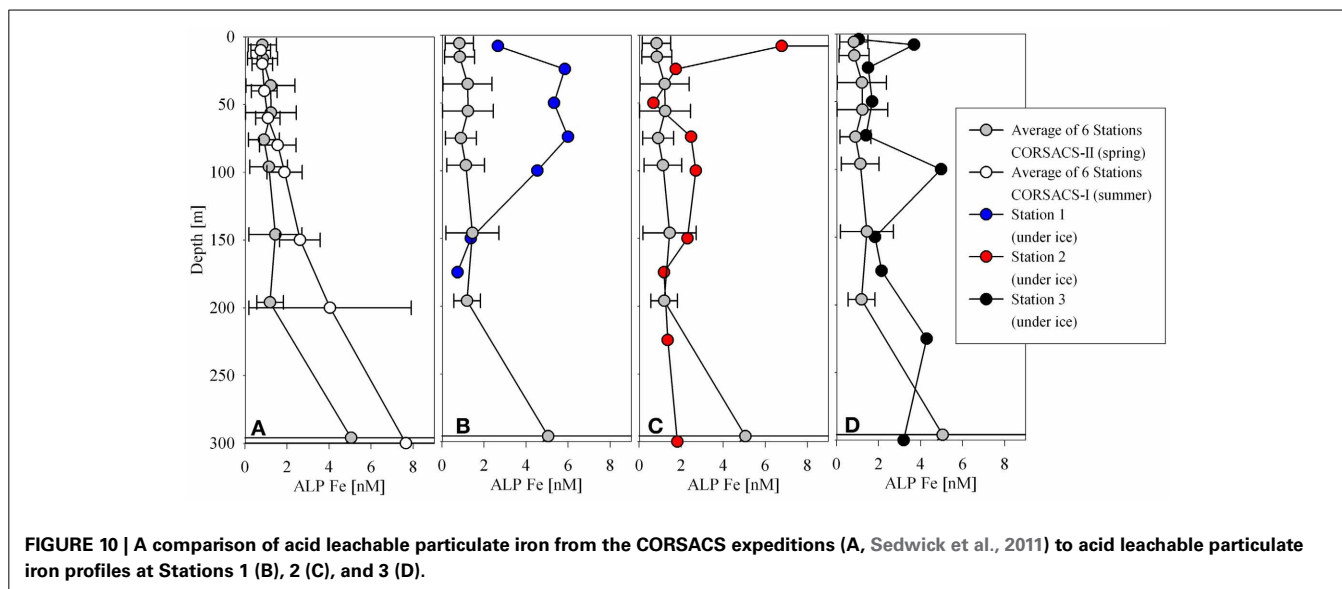 0
50
100
150
200
250
300
Depth [m]
A
0 2 4 6 8
ALP Fe [nM]
B
0 2 4 6 8
ALP Fe [nM]
C
0 2 4 6 8
ALP Fe [nM]
D
0 2 4 6 8
ALP Fe [nM]
Average of 6 Stations
CORSACS-II (spring)
Average of 6 Stations
CORSACS-I (summer)
Station 1
(under ice)
Station 2
(under ice)
Station 3
(under ice)
FIGURE 10 | A comparison of acid leachable particulate iron from the CORSACS expeditions (A, Sedwick et al., 2011) to acid leachable particulate
iron profiles at Stations 1 (B), 2 (C), and 3 (D).